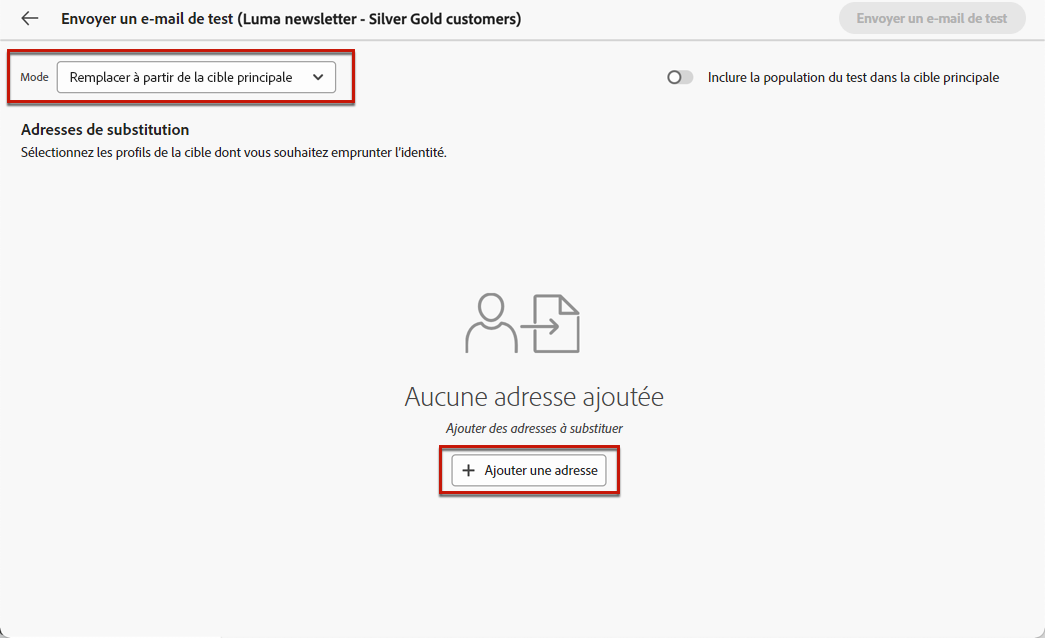 Envoyer un e-mail de test (Luma newsletter - Silver Gold customers)
Envoyer un e-mail de test
Mode
Remplacer à partir de la cible principale
Inclure la population du test dans la cible principale
Adresses de substitution
Sélectionnez les profils de la cible dont vous souhaitez emprunter l’identité.
Aucune adresse ajoutée
Ajouter des adresses à substituer
Ajouter une adresse